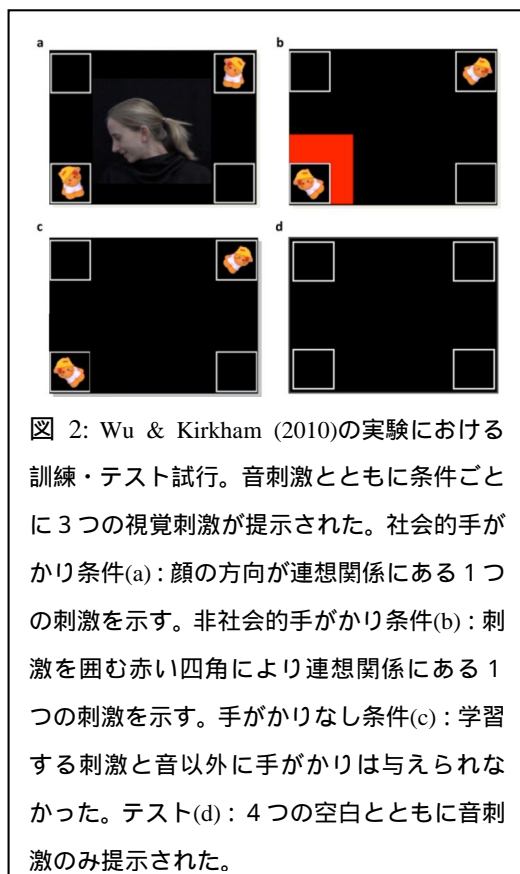 a
b
c
d
図 2: Wu & Kirkham (2010)の実験における
訓練・テスト試行。音刺激とともに条件ごと
に３つの視覚刺激が提示された。社会的手が
かり条件(a)：顔の方向が連想関係にある１つ
の刺激を示す。非社会的手がかり条件(b)：刺
激を囲む赤い四角により連想関係にある１
つの刺激を示す。手がかりなし条件(c)：学習
する刺激と音以外に手がかりは与えられな
かった。テスト(d)：４つの空白とともに音刺
激のみ提示された。